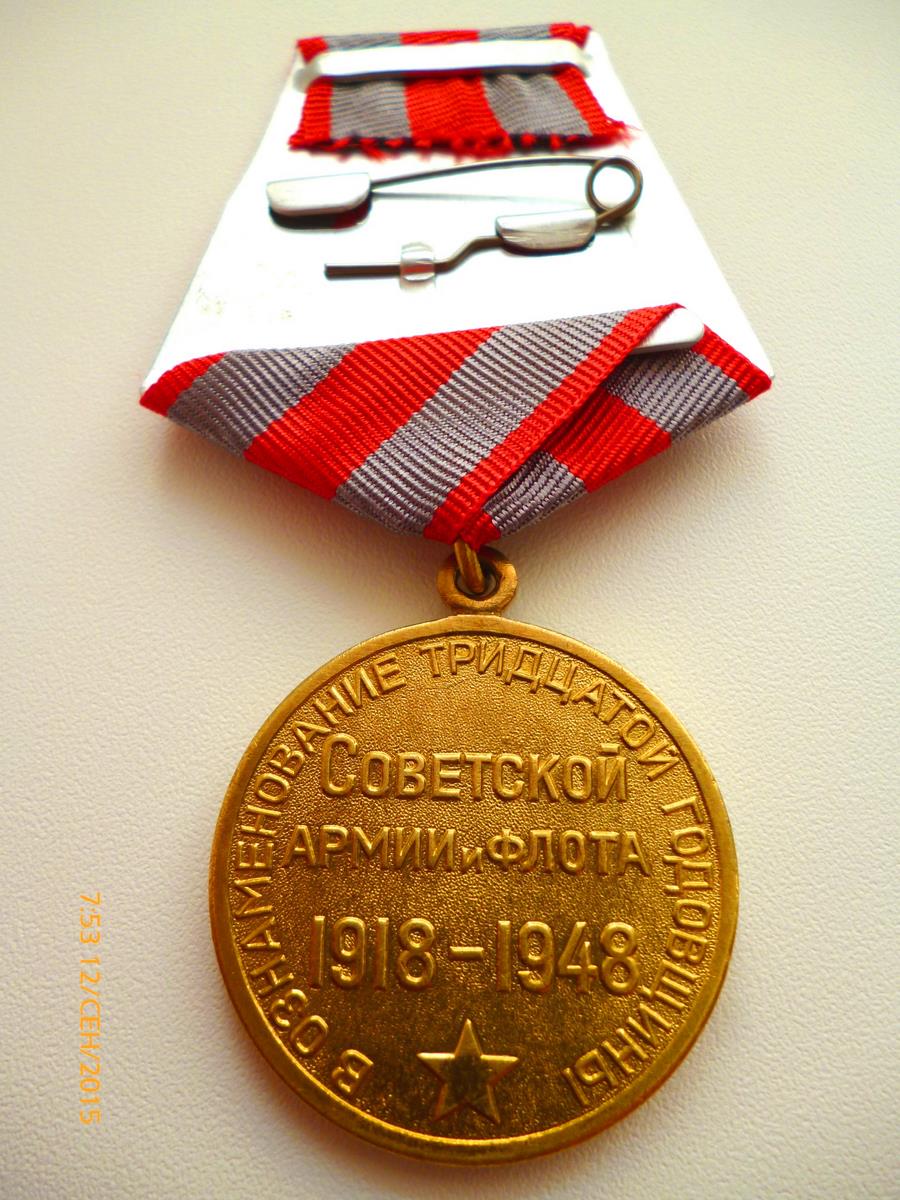 В ОЗНАМЕНОВАНИЕ ТРИДЦАТОЙ ГОДОВЩИНЫ
СОВЕТСКОЙ
АРМИИ и ФЛОТА
1918-1948
7:53 12/СЕН/2015